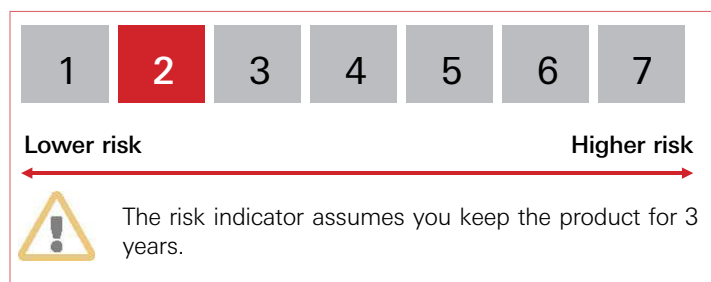 1 2 3 4 5 6 7
Lower risk Higher risk
The risk indicator assumes you keep the product for 3
years.